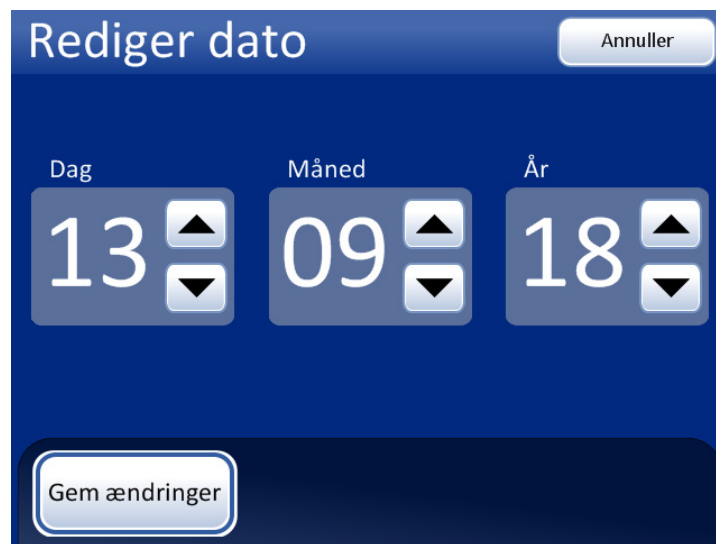 Rediger dato
Annuller
Dag
Måned
År
13
09
18
Gem ændringer